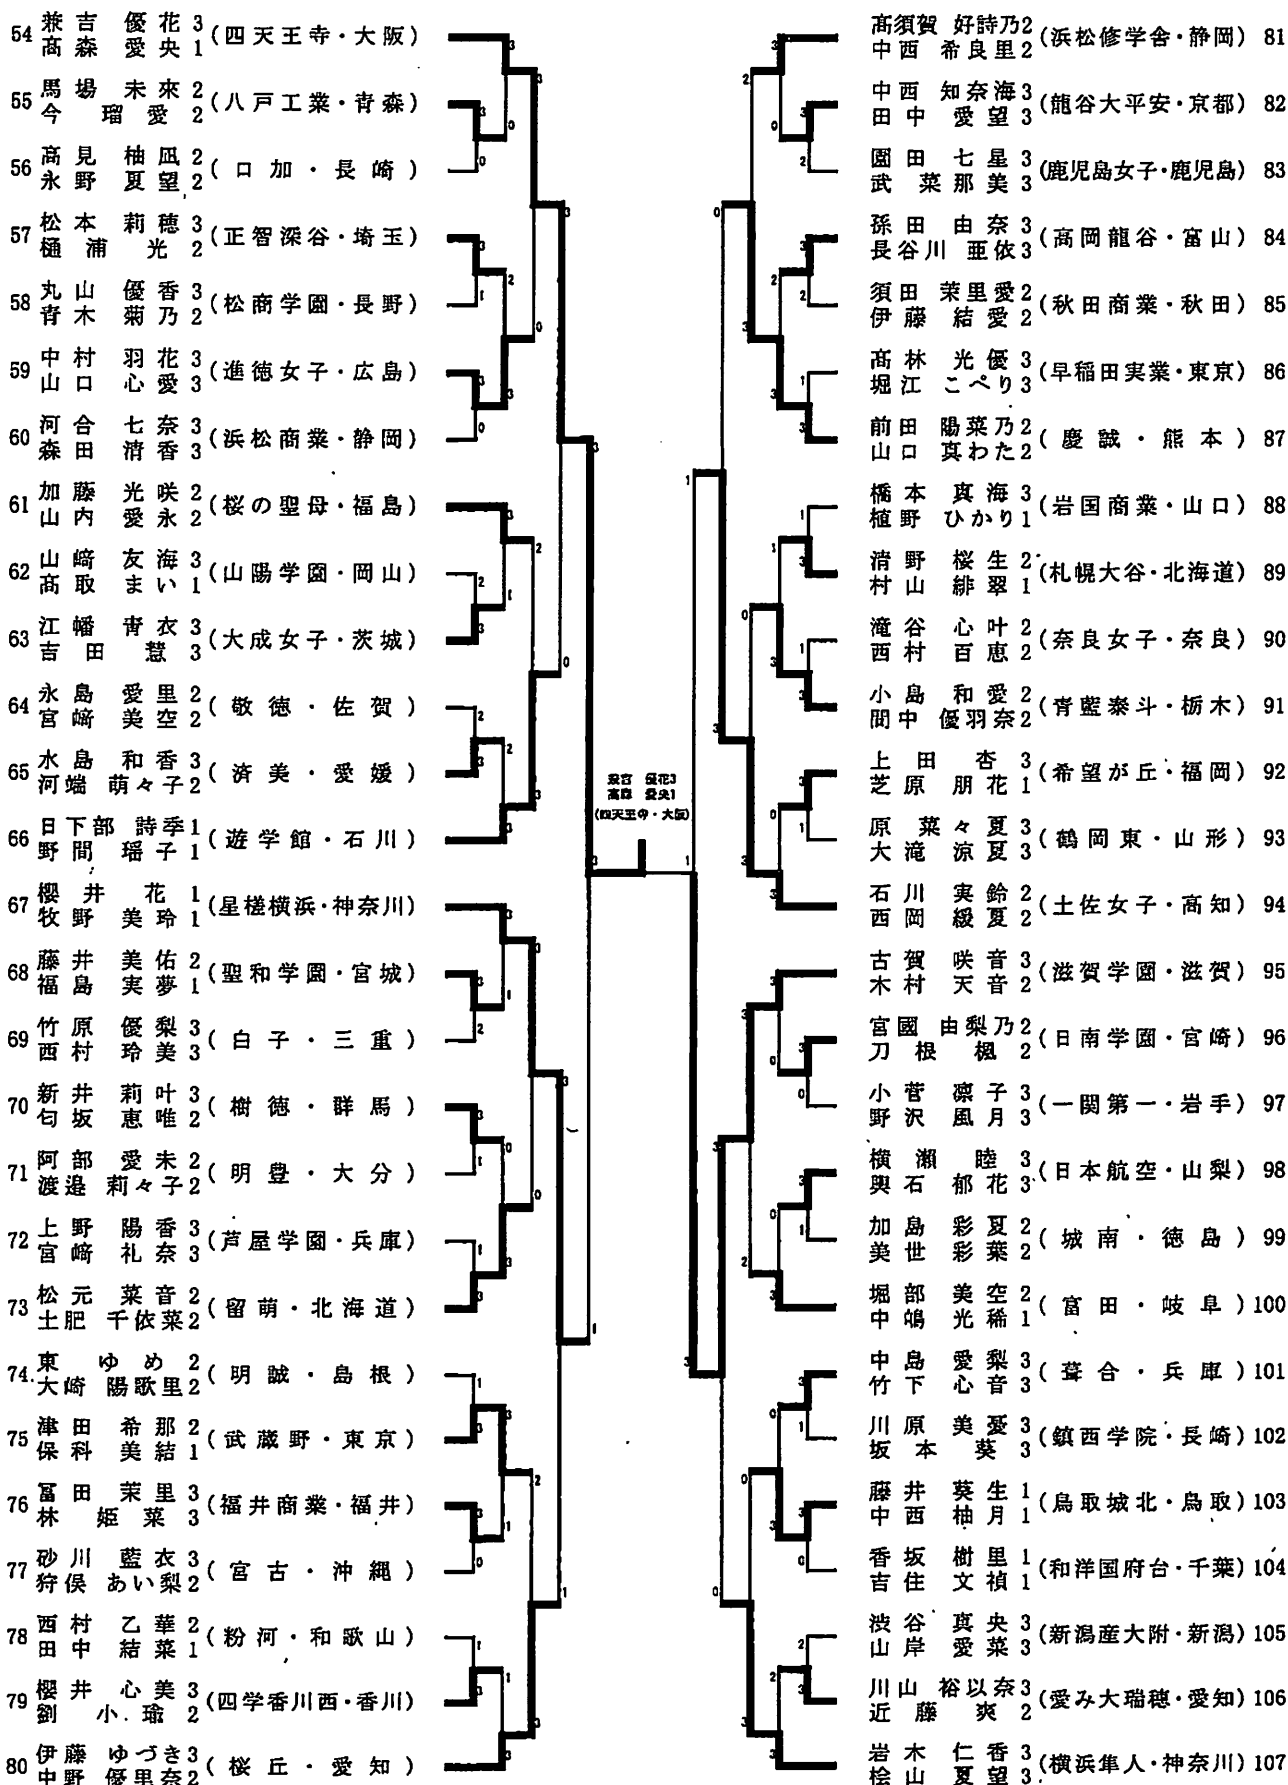 54 兼吉 優花 3 (四天王寺・大阪)
髙森 愛央 1
55 馬場 未來 2 (八戸工業・青森)
今 瑠愛 2
56 髙見 柚凪 2 (口加・長崎)
永野 夏望 2
57 松本 莉穂 3 (正智深谷・埼玉)
樋浦 光 2
58 丸山 優香 3 (松商学園・長野)
青木 菊乃 2
59 中村 羽花 3 (進徳女子・広島)
山口 心愛 3
60 河合 七奈 3 (浜松商業・静岡)
森田 清香 3
61 加藤 光咲 2 (桜の聖母・福島)
山内 愛永 2
62 山﨑 友海 3 (山陽学園・岡山)
髙取 まい 1
63 江幡 青衣 3 (大成女子・茨城)
吉田 慧 3
64 永島 愛里 2 (敬徳・佐賀)
宮﨑 美空 2
65 水島 和香 3 (済美・愛媛)
河端 萌々子 2
66 日下部 詩季 1 (遊学館・石川)
野間 瑶子 1
67 櫻井 花 1 (星槎横浜・神奈川)
牧野 美玲 1
68 藤井 美佑 2 (聖和学園・宮城)
福島 実夢 1
69 竹原 優梨 3 (白子・三重)
西村 玲美 3
70 新井 莉叶 3 (樹徳・群馬)
匂坂 恵唯 2
71 阿部 愛未 2 (明豊・大分)
渡邉 莉々子 2
72 上野 陽香 3 (芦屋学園・兵庫)
宮﨑 礼奈 3
73 松元 菜音 2 (留萌・北海道)
土肥 千依菜 2
74 東 ゆめ 2 (明誠・島根)
大崎 陽歌里 2
75 津田 希那 2 (武蔵野・東京)
保科 美結 1
76 冨田 茉里 3 (福井商業・福井)
林 姫菜 3
77 砂川 藍衣 3 (宮古・沖縄)
狩俣 あい梨 2
78 西村 乙華 2 (粉河・和歌山)
田中 結菜 1
79 櫻井 心美 3 (四学香川西・香川)
劉 小瑜 2
80 伊藤 ゆづき 3 (桜丘・愛知)
中野 優里奈 2
優花3
愛央1
(四天王寺・大阪)
髙須賀 好詩乃 2 (浜松修学舎・静岡) 81
中西 希良里 2
中西 知奈海 3 (龍谷大平安・京都) 82
田中 愛望 3
園田 七星 3 (鹿児島女子・鹿児島) 83
武 菜那美 3
孫田 由奈 3 (高岡龍谷・富山) 84
長谷川 亜依 3
須田 茉里愛 2 (秋田商業・秋田) 85
伊藤 結愛 2
髙林 光優 3 (早稲田実業・東京) 86
堀江 こぺり 3
前田 陽菜乃 2 (慶誠・熊本) 87
山口 真わた 2
橋本 真海 3 (岩国商業・山口) 88
植野 ひかり 1
清野 桜生 2 (札幌大谷・北海道) 89
村山 緋翠 1
滝谷 心叶 2 (奈良女子・奈良) 90
西村 百恵 2
小島 和愛 2 (青藍泰斗・栃木) 91
間中 優羽奈 2
上田 杏 3 (希望が丘・福岡) 92
芝原 朋花 1
原 菜々夏 3 (鶴岡東・山形) 93
大滝 涼夏 3
石川 実鈴 2 (土佐女子・高知) 94
西岡 綴夏 2
古賀 咲音 3 (滋賀学園・滋賀) 95
木村 天音 2
宮國 由梨乃 2 (日南学園・宮崎) 96
刀根 楓 2
小菅 凛子 3 (一関第一・岩手) 97
野沢 風月 3
横瀬 睦 3 (日本航空・山梨) 98
輿石 郁花 3
加島 彩夏 2 (城南・徳島) 99
美世 彩葉 2
堀部 美空 2 (富田・岐阜) 100
中嶋 光稀 1
中島 愛梨 3 (葺合・兵庫) 101
竹下 心音 3
川原 美憂 3 (鎮西学院・長崎) 102
坂本 葵 3
藤井 葵生 1 (鳥取城北・鳥取) 103
中西 柚月 1
香坂 樹里 1 (和洋国府台・千葉) 104
吉住 文禎 1
渋谷 真央 3 (新潟産大附・新潟) 105
山岸 愛菜 3
川山 裕以奈 3 (愛み大瑞穂・愛知) 106
近藤 爽 2
岩木 仁香 3 (横浜隼人・神奈川) 107
桧山 夏望 3